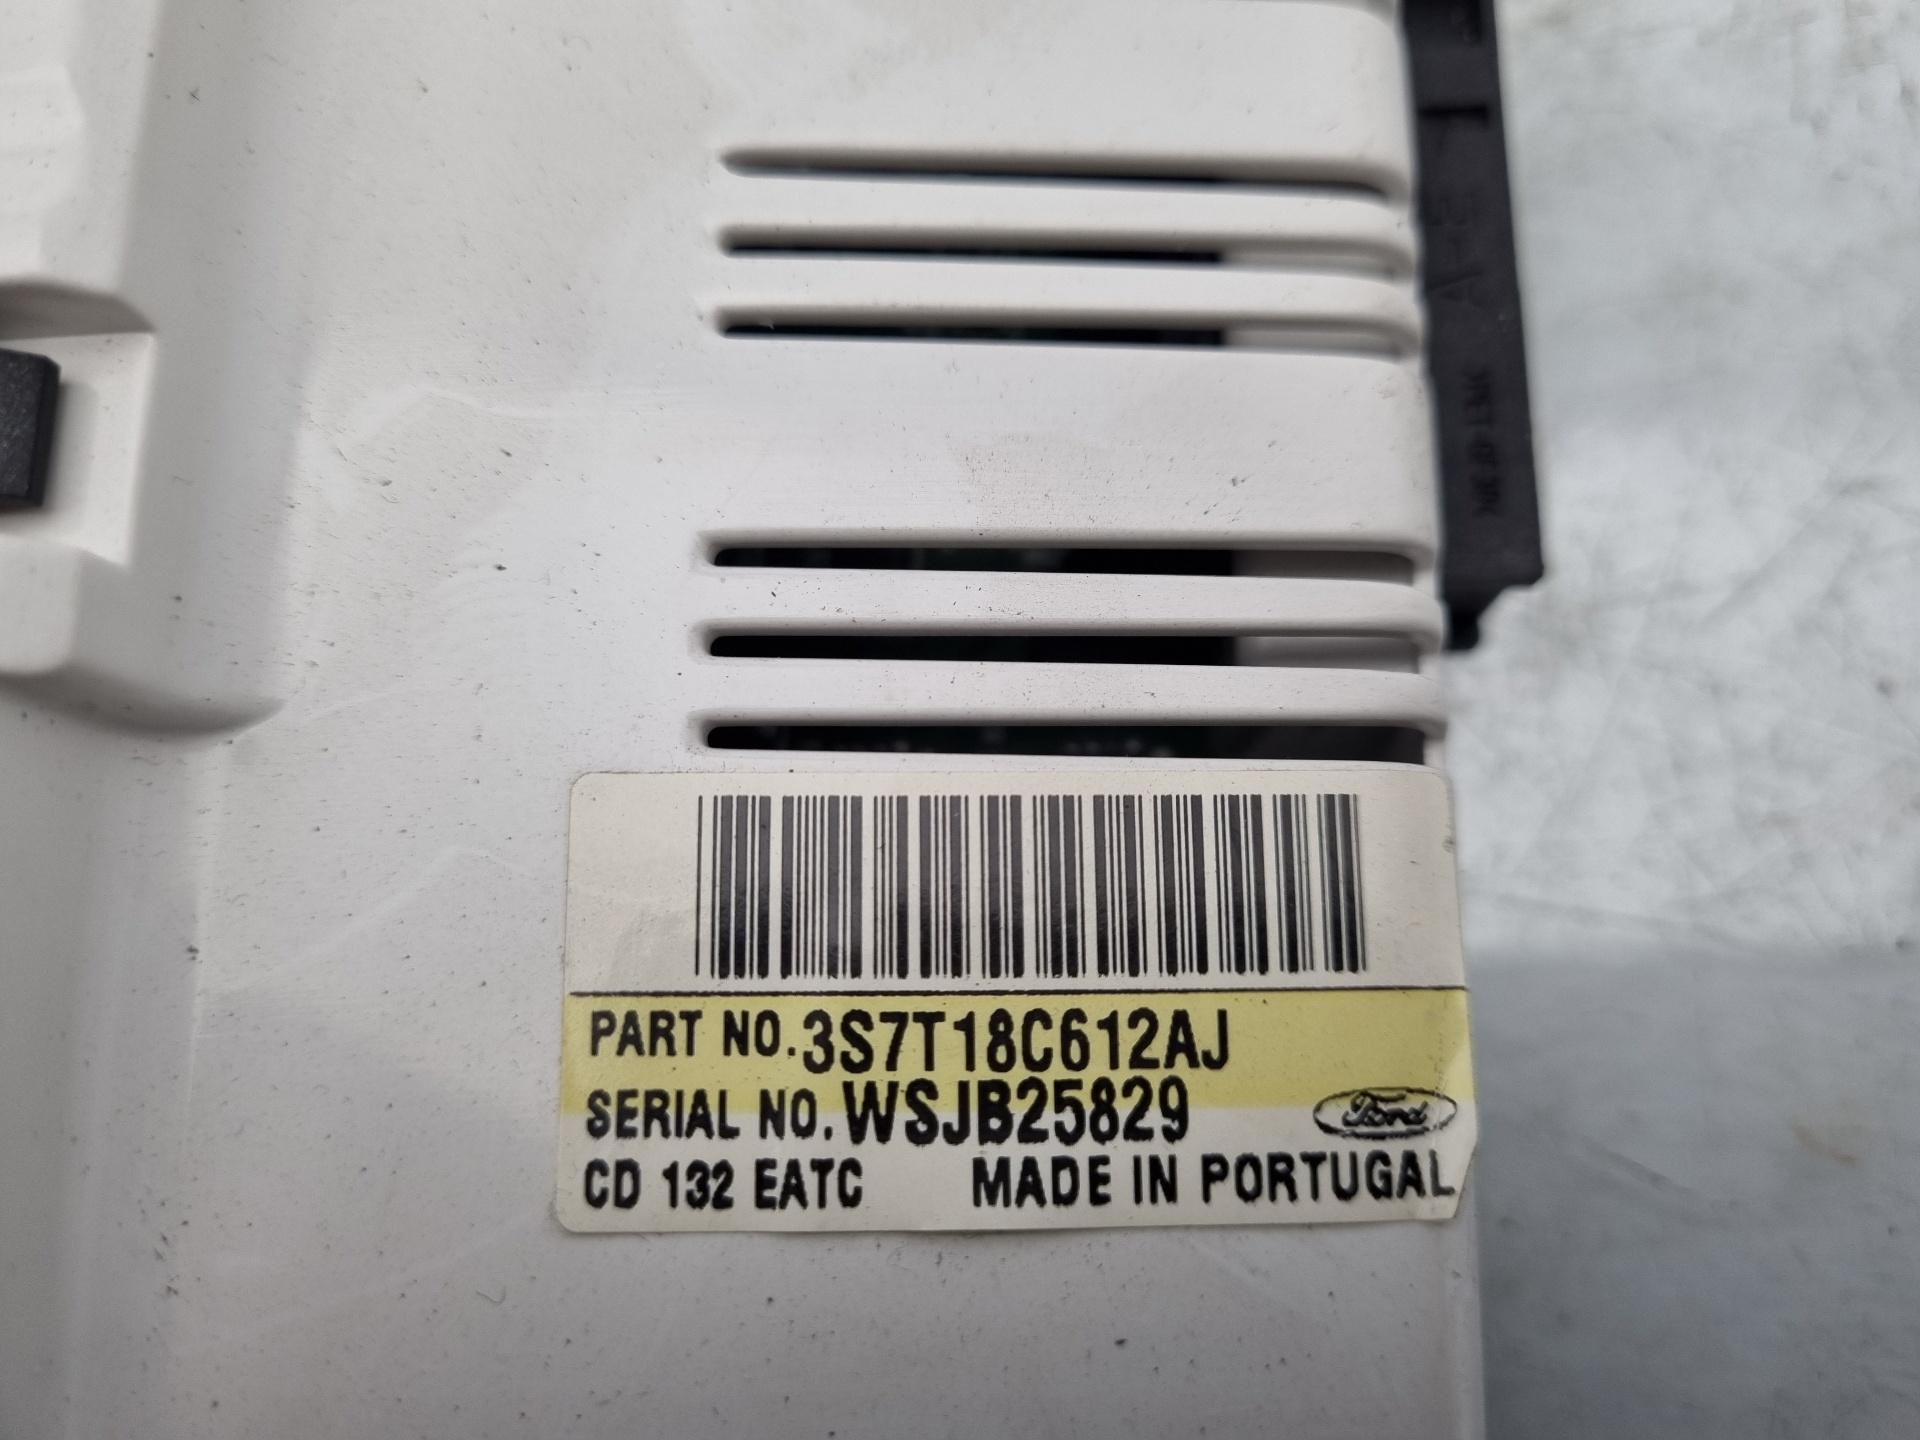 PART NO. 3S7T18C612AJ
SERIAL NO. WSJB25829
Ford
CD 132 EATC MADE IN PORTUGAL